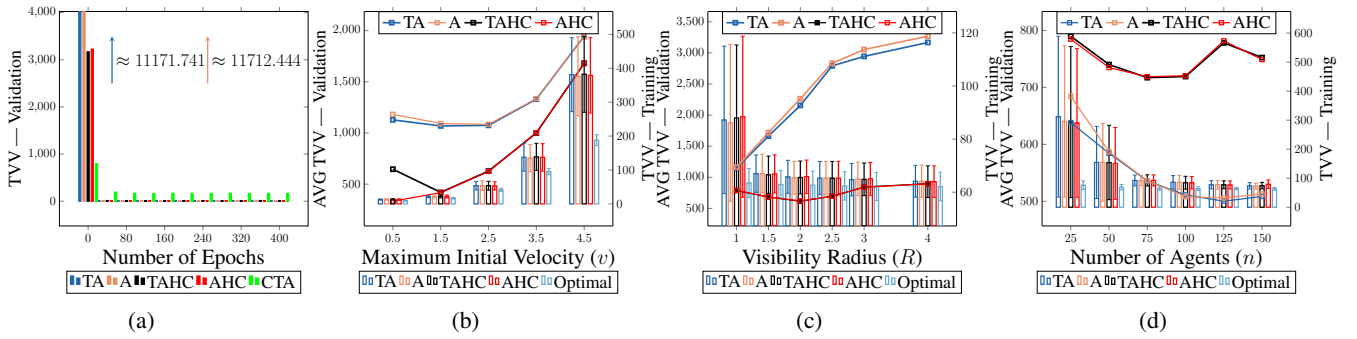 TVV — Validation
4,000
3,000
2,000
1,000
0
≈ 11171.741
≈ 11712.444
0 80 160 240 320 400
Number of Epochs
TA A TAHC AHC CTA
(a)
TA A TAHC AHC
AVG TVV — Validation
2,000
1,500
1,000
500
500
400
300
200
100
0
TVV — Training
0.5 1.5 2.5 3.5 4.5
Maximum Initial Velocity (v)
TA A TAHC AHC Optimal
(b)
TA A TAHC AHC
AVG TVV — Validation
3,500
3,000
2,500
2,000
1,500
1,000
500
120
100
80
60
TVV — Training
1 1.5 2 2.5 3 4
Visibility Radius (R)
TA A TAHC AHC Optimal
(c)
TA A TAHC AHC
AVG TVV — Validation
800
700
600
500
600
500
400
300
200
100
0
TVV — Training
25 50 75 100 125 150
Number of Agents (n)
TA A TAHC AHC Optimal
(d)